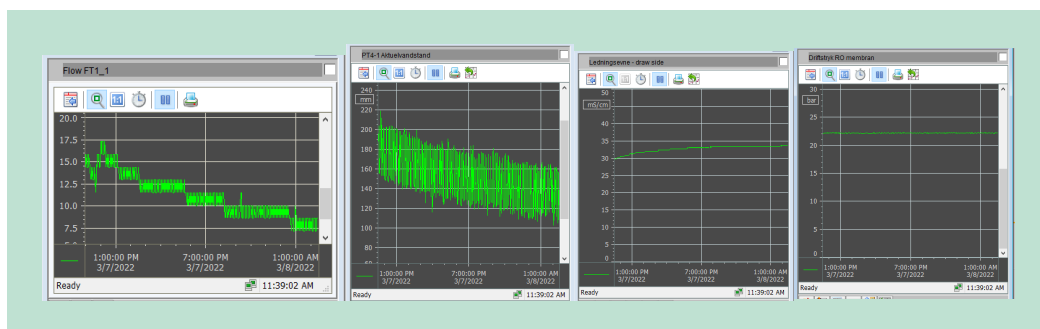 Flow FT1_1
20.0
17.5
15.0
12.5
10.0
7.5
1:00:00 PM 7:00:00 PM 1:00:00 AM
3/7/2022 3/7/2022 3/8/2022
Ready 11:39:02 AM
PT4-1 Aktuelvandstand
240
mm
220
200
180
160
140
120
100
80
60
1:00:00 PM 7:00:00 PM 1:00:00 AM
3/7/2022 3/7/2022 3/8/2022
Ready 11:39:02 AM
Ledningsevne - draw side
50
mS/cm
45
40
35
30
25
20
15
10
5
0
1:00:00 PM 7:00:00 PM 1:00:00 AM
3/7/2022 3/7/2022 3/8/2022
Ready 11:39:02 AM
Driftstryk RO membran
30
bar
25
20
15
10
5
0
1:00:00 PM 7:00:00 PM 1:00:00 AM
3/7/2022 3/7/2022 3/8/2022
Ready 11:39:02 AM